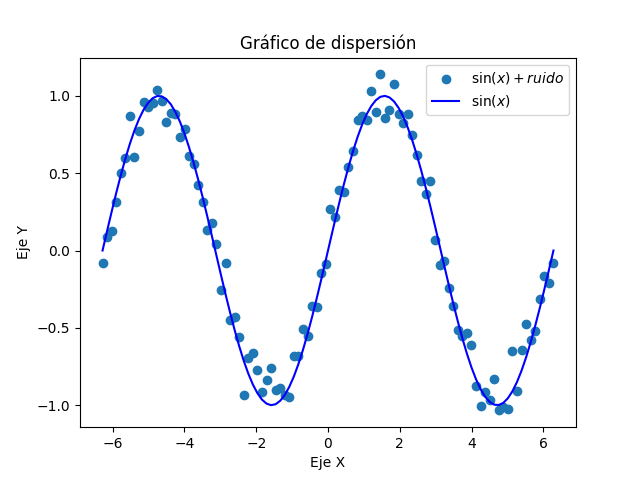 Gráfico de dispersión
sin(x) + ruido
sin(x)
Eje Y
1.0
0.5
0.0
−0.5
−1.0
−6 −4 −2 0 2 4 6
Eje X